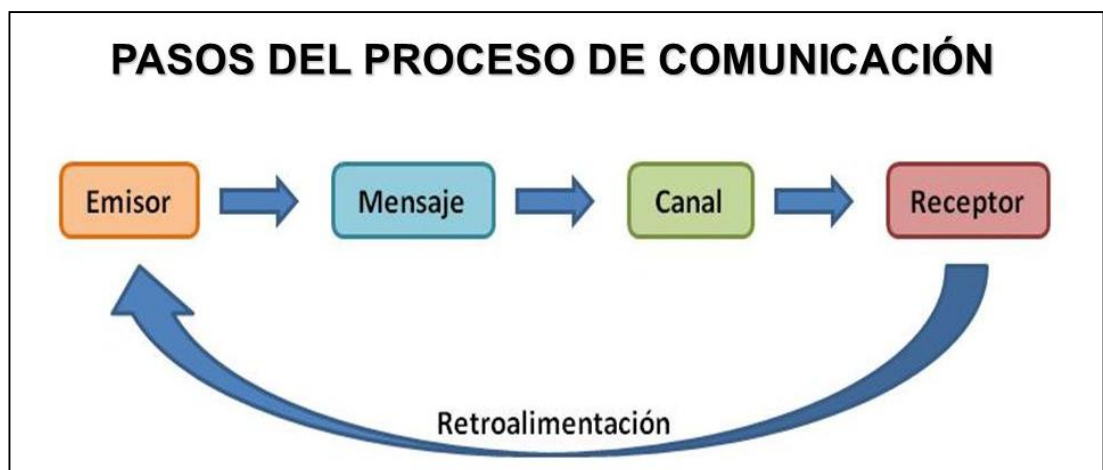 PASOS DEL PROCESO DE COMUNICACIÓN
Emisor
Mensaje
Canal
Receptor
Retroalimentación